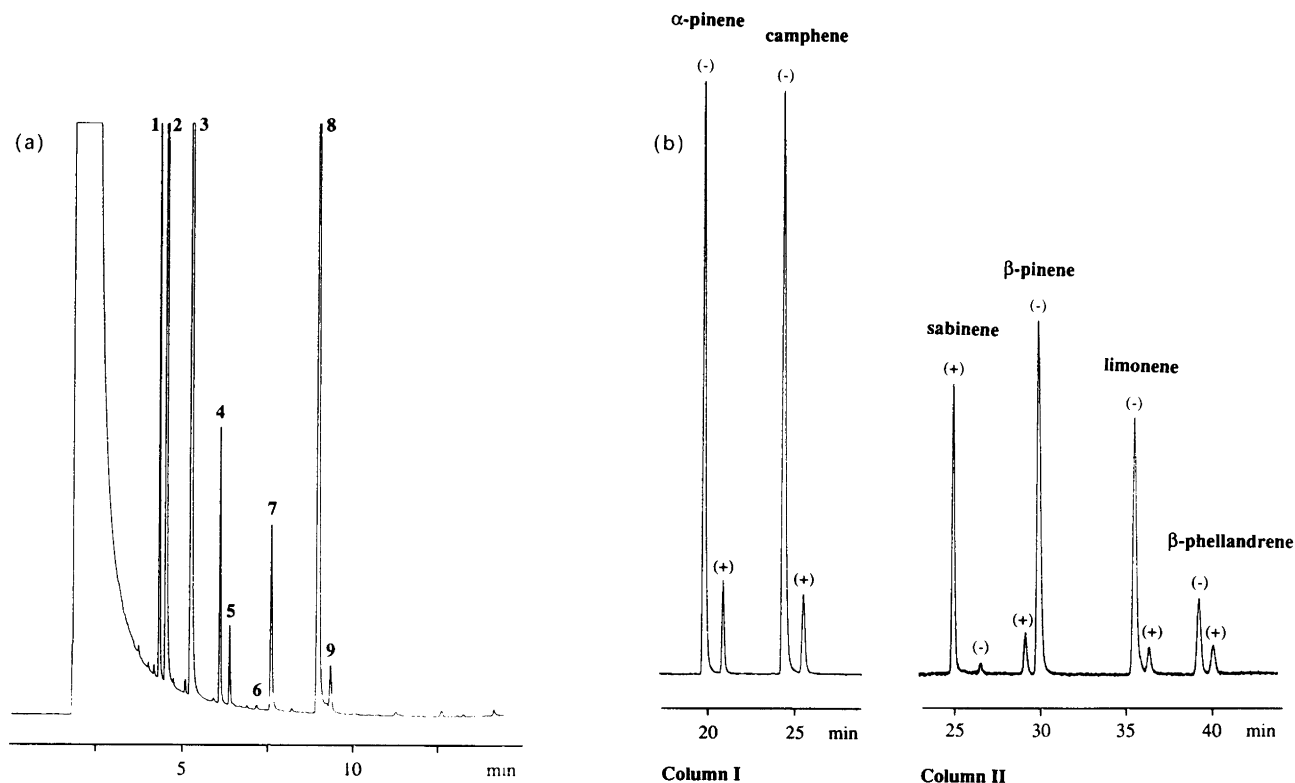 (a)
1
2
3
8
4
7
5
6
9
5
10
min
(b)
α-pinene
camphene
(-)
(-)
(+)
(+)
20
25
min
Column I
sabinene
β-pinene
limonene
β-phellandrene
(+)
(-)
(+)
(-)
(-)
(+)
(-)
(+)
25
30
35
40
min
Column II